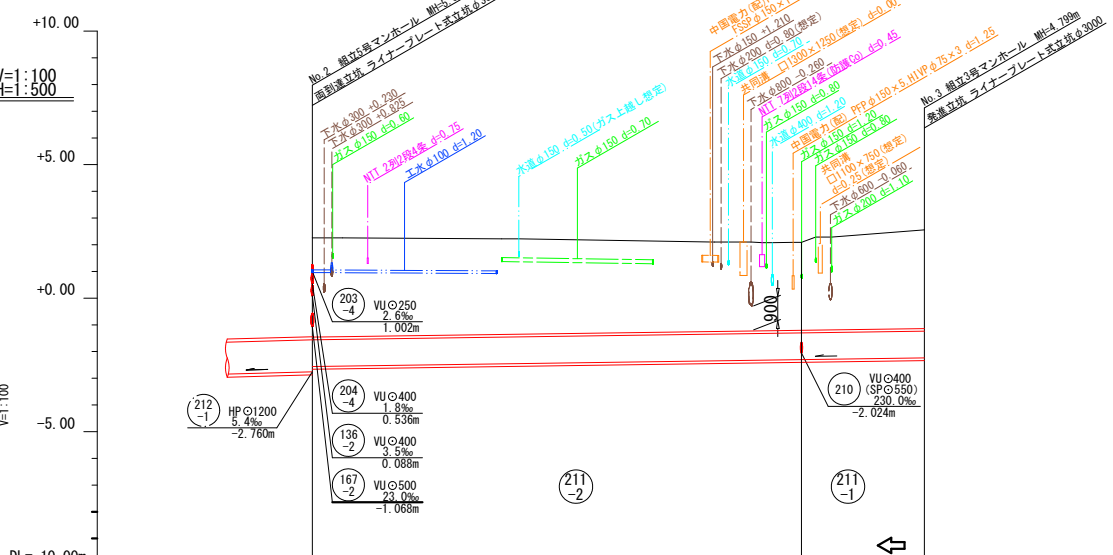 +10.00
V=1:100
H=1:500
+5.00
+0.00
-5.00
V=1:100
No.2 組立5号マンホール
両到達立坑 ライナープレート式立坑
下水φ300 +0.230
下水φ300 +0.825
ガスφ150 d=0.60
NTT 2列2段4条 d=0.75
工水φ100 d=1.20
水道φ150 d=0.50(ガス上越し想定)
ガスφ150 d=0.70
中国電力(配)
下水φ150 +1.210
下水φ200 d=0.80(想定)
水道φ150 d=0.70
共同溝 □1300×1250(想定) d=0.00
下水φ800 -0.260
NTT 7列2段14条(防護Co) d=0.45
ガスφ150 d=0.80
水道φ400 d=1.20
中国電力(配) PFPφ150×5,HIVPφ75×3 d=1.25
ガスφ150 d=1.20
ガスφ150 d=0.80
共同溝
□1100×750(想定)
d=0.25(想定)
下水φ600 -0.060
ガスφ200 d=1.10
No.3 組立3号マンホール MH=4.799m
発進立坑 ライナープレート式立坑φ3000
203
-4
VU⊙250
2.6‰
1.002m
204
-4
VU⊙400
1.8‰
0.536m
136
-2
VU⊙400
3.5‰
0.088m
167
-2
VU⊙500
23.0‰
-1.068m
212
-1
HP⊙1200
5.4‰
-2.760m
900
210
VU⊙400
(SP⊙550)
230.0‰
-2.024m
211
-2
211
-1